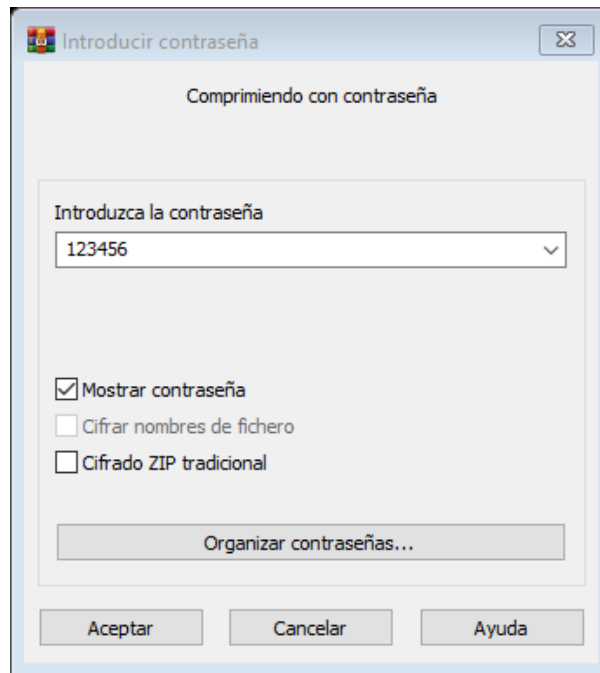 Introducir contraseña
Comprimiendo con contraseña
Introduzca la contraseña
123456
Mostrar contraseña
Cifrar nombres de fichero
Cifrado ZIP tradicional
Organizar contraseñas...
Aceptar Cancelar Ayuda